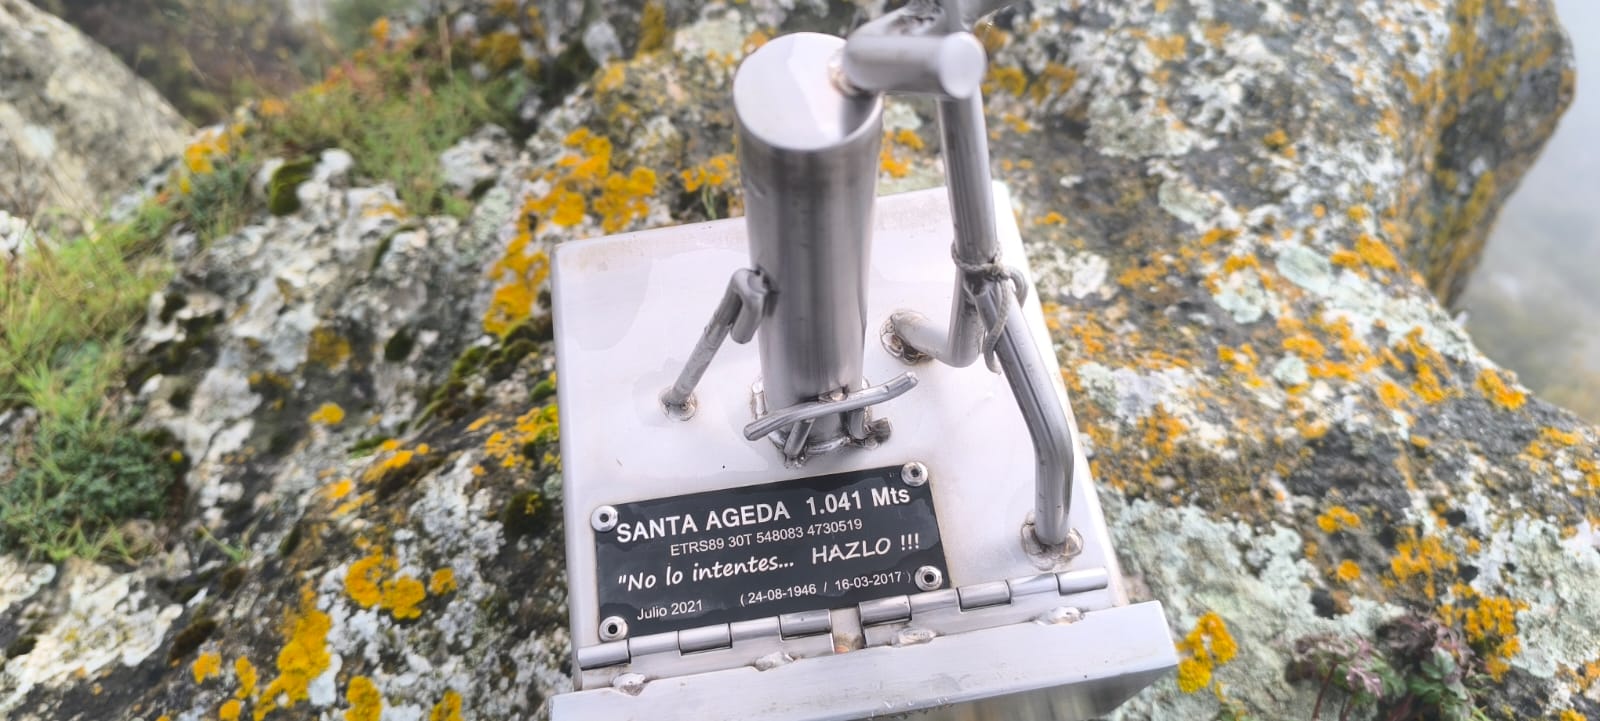 SANTA AGEDA 1.041 Mts
ETRS89 30T 548083 4730519
"No lo intentes... HAZLO !!!
Julio 2021 ( 24-08-1946 / 16-03-2017 )